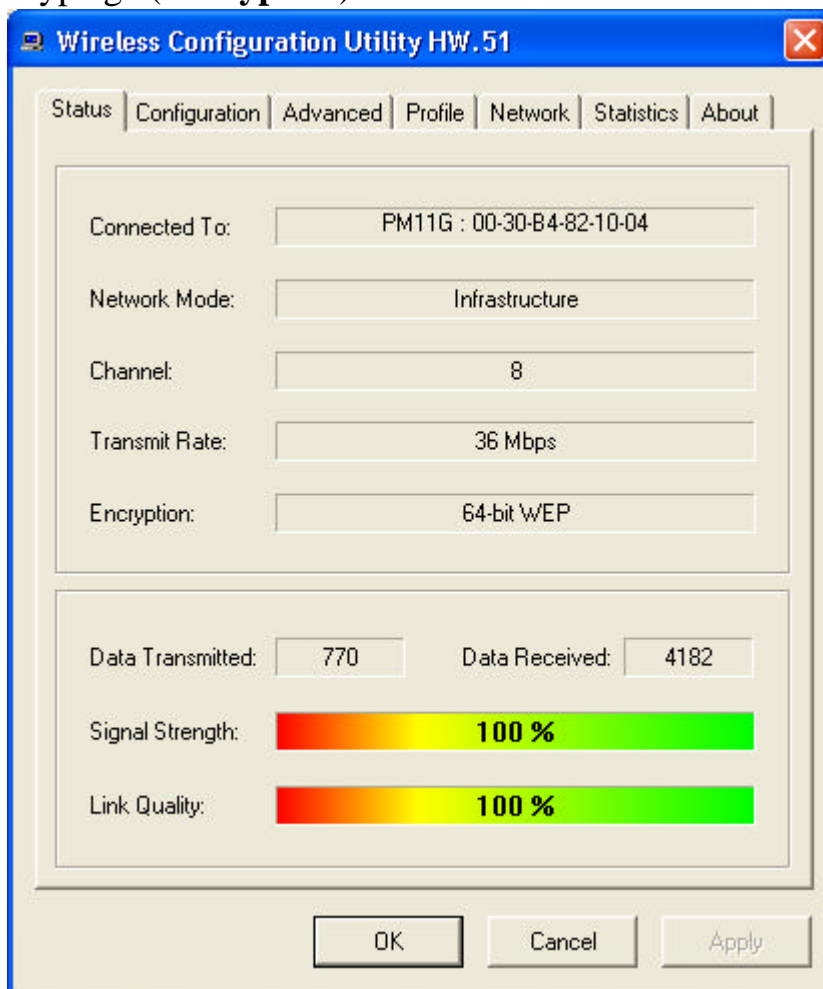 Wireless Configuration Utility HW.51
Status Configuration Advanced Profile Network Statistics About
Connected To: PM11G : 00-30-B4-82-10-04
Network Mode: Infrastructure
Channel: 8
Transmit Rate: 36 Mbps
Encryption: 64-bit WEP
Data Transmitted: 770 Data Received: 4182
Signal Strength: 100 %
Link Quality: 100 %
OK Cancel Apply